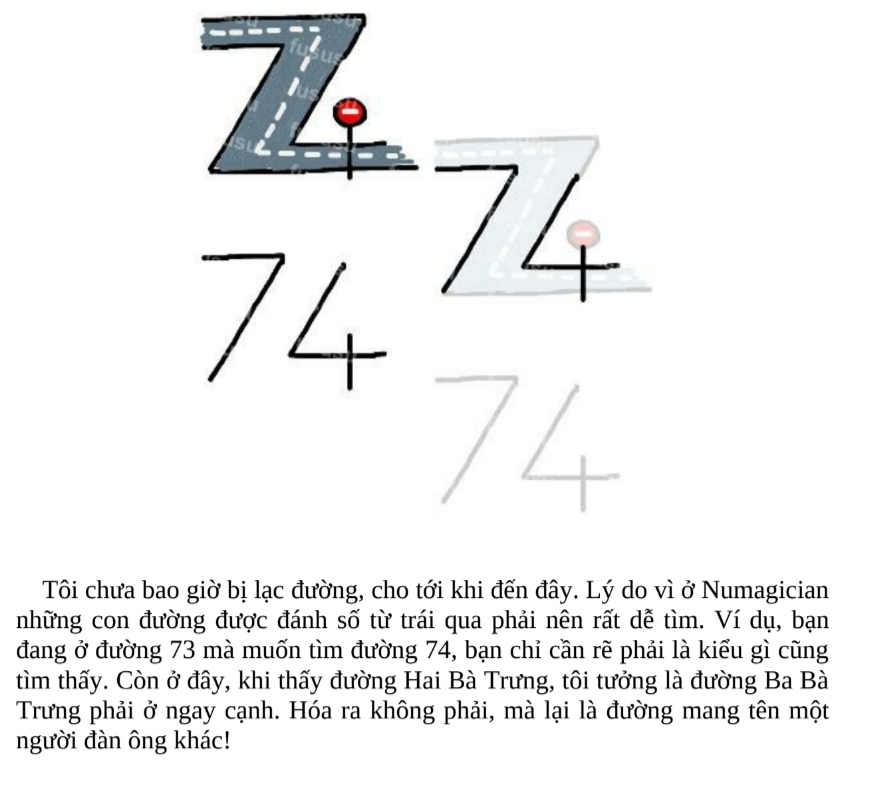 74
74
Tôi chưa bao giờ bị lạc đường, cho tới khi đến đây. Lý do vì ở Numagician
những con đường được đánh số từ trái qua phải nên rất dễ tìm. Ví dụ, bạn
đang ở đường 73 mà muốn tìm đường 74, bạn chỉ cần rẽ phải là kiểu gì cũng
tìm thấy. Còn ở đây, khi thấy đường Hai Bà Trưng, tôi tưởng là đường Ba Bà
Trưng phải ở ngay cạnh. Hóa ra không phải, mà lại là đường mang tên một
người đàn ông khác!